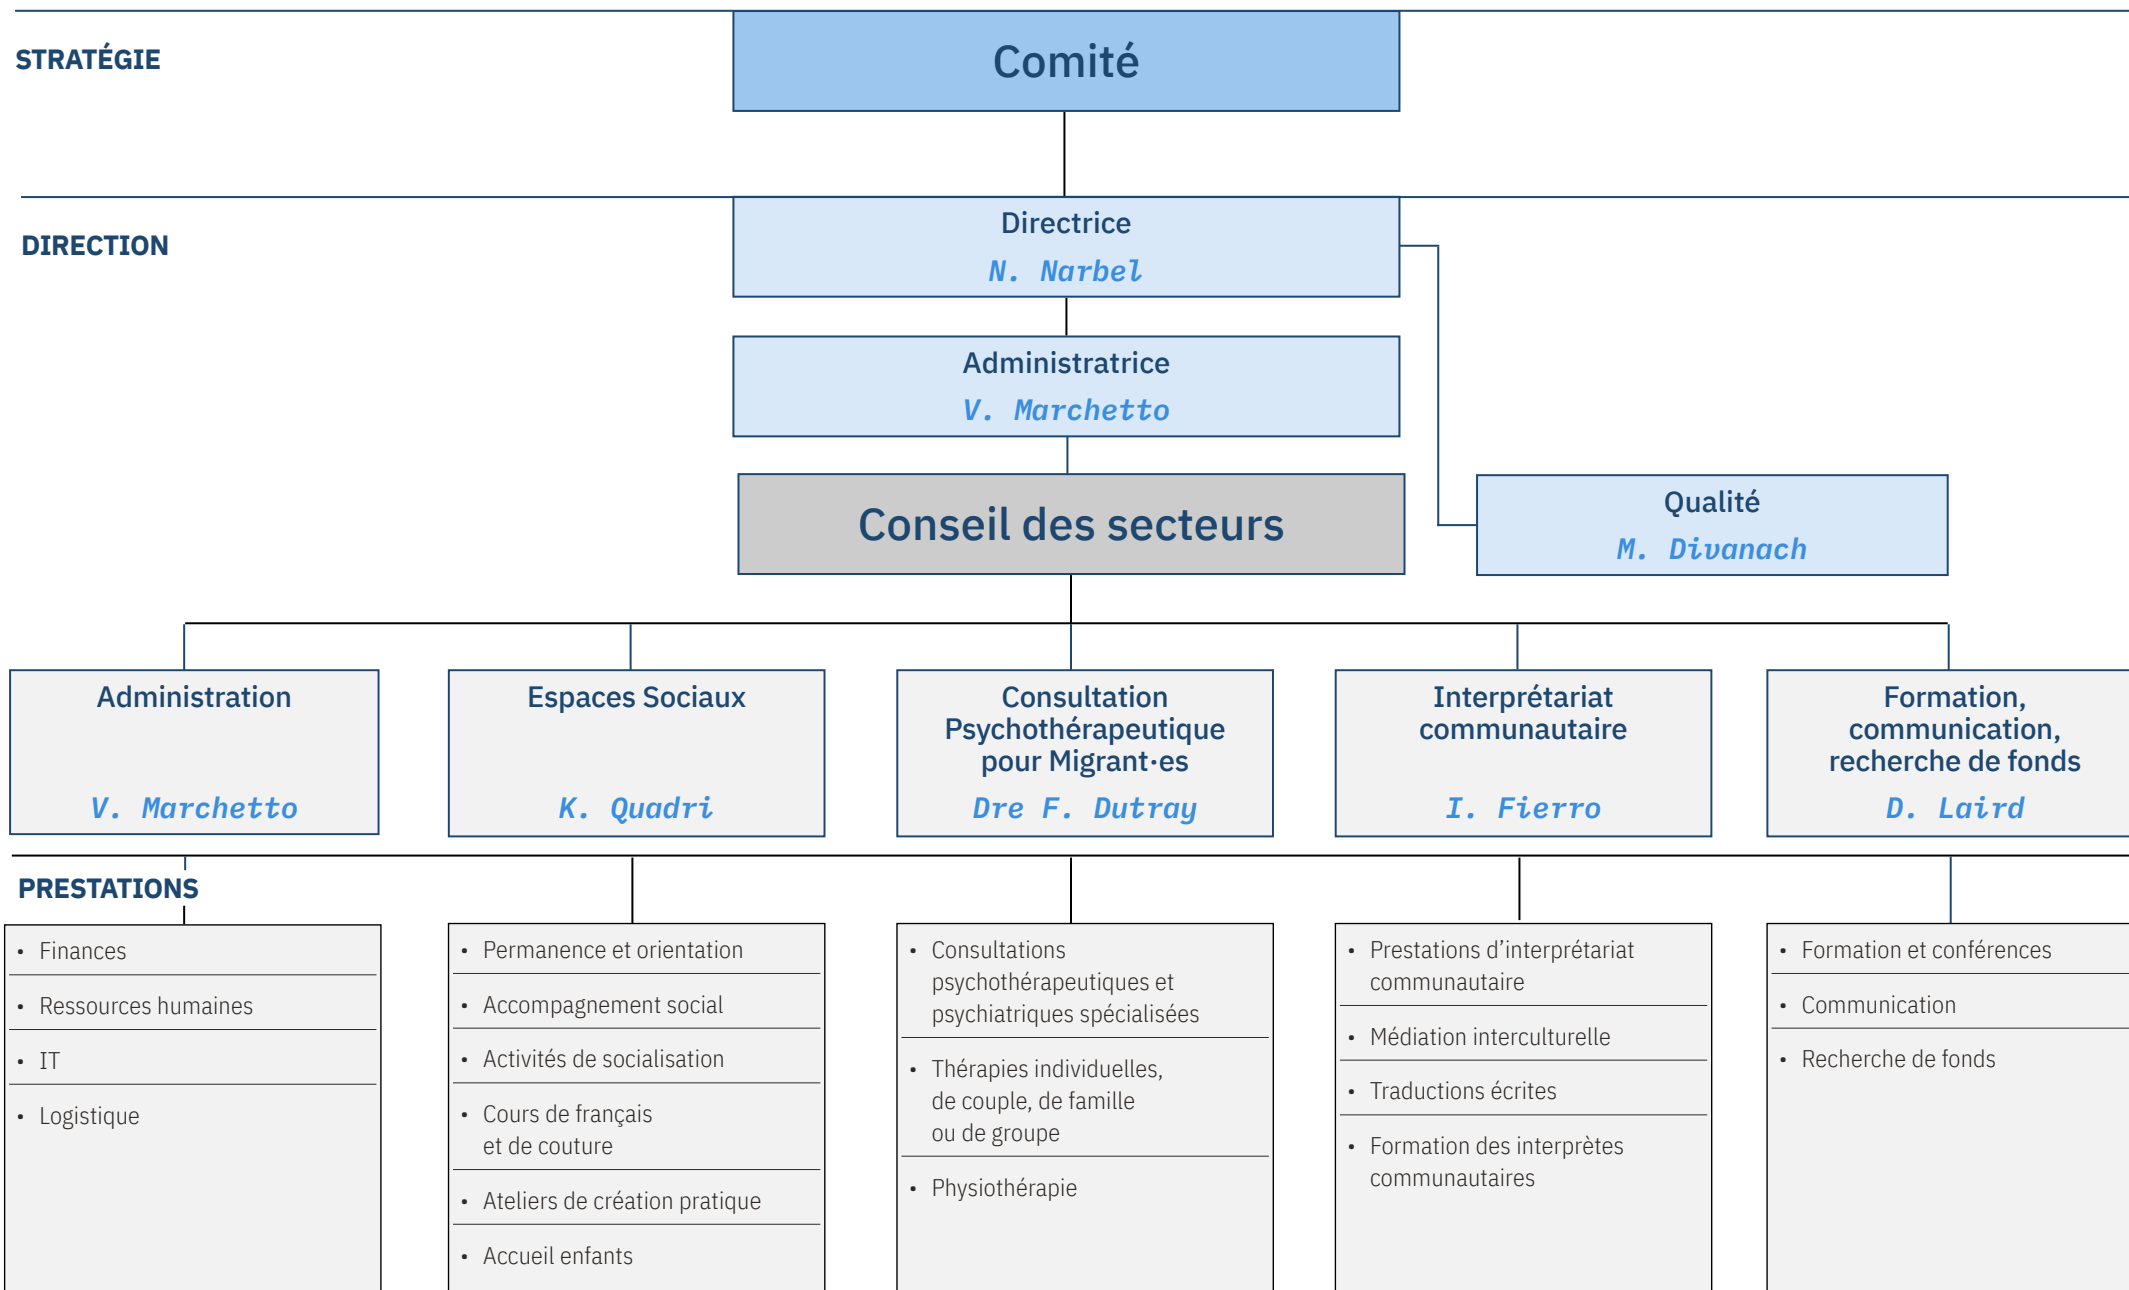 STRATÉGIE
Comité
DIRECTION
Directrice
N. Narbel
Administratrice
V. Marchetto
Conseil des secteurs
Qualité
M. Divanach
Administration
V. Marchetto
Espaces Sociaux
K. Quadri
Consultation
Psychothérapeutique
pour Migrant·es
Dre F. Dutray
Interprétariat
communautaire
I. Fierro
Formation,
communication,
recherche de fonds
D. Laird
PRESTATIONS
• Finances
• Ressources humaines
• IT
• Logistique
• Permanence et orientation
• Accompagnement social
• Activités de socialisation
• Cours de français
et de couture
• Ateliers de création pratique
• Accueil enfants
• Consultations
psychothérapeutiques et
psychiatriques spécialisées
• Thérapies individuelles,
de couple, de famille
ou de groupe
• Physiothérapie
• Prestations d’interprétariat
communautaire
• Médiation interculturelle
• Traductions écrites
• Formation des interprètes
communautaires
• Formation et conférences
• Communication
• Recherche de fonds